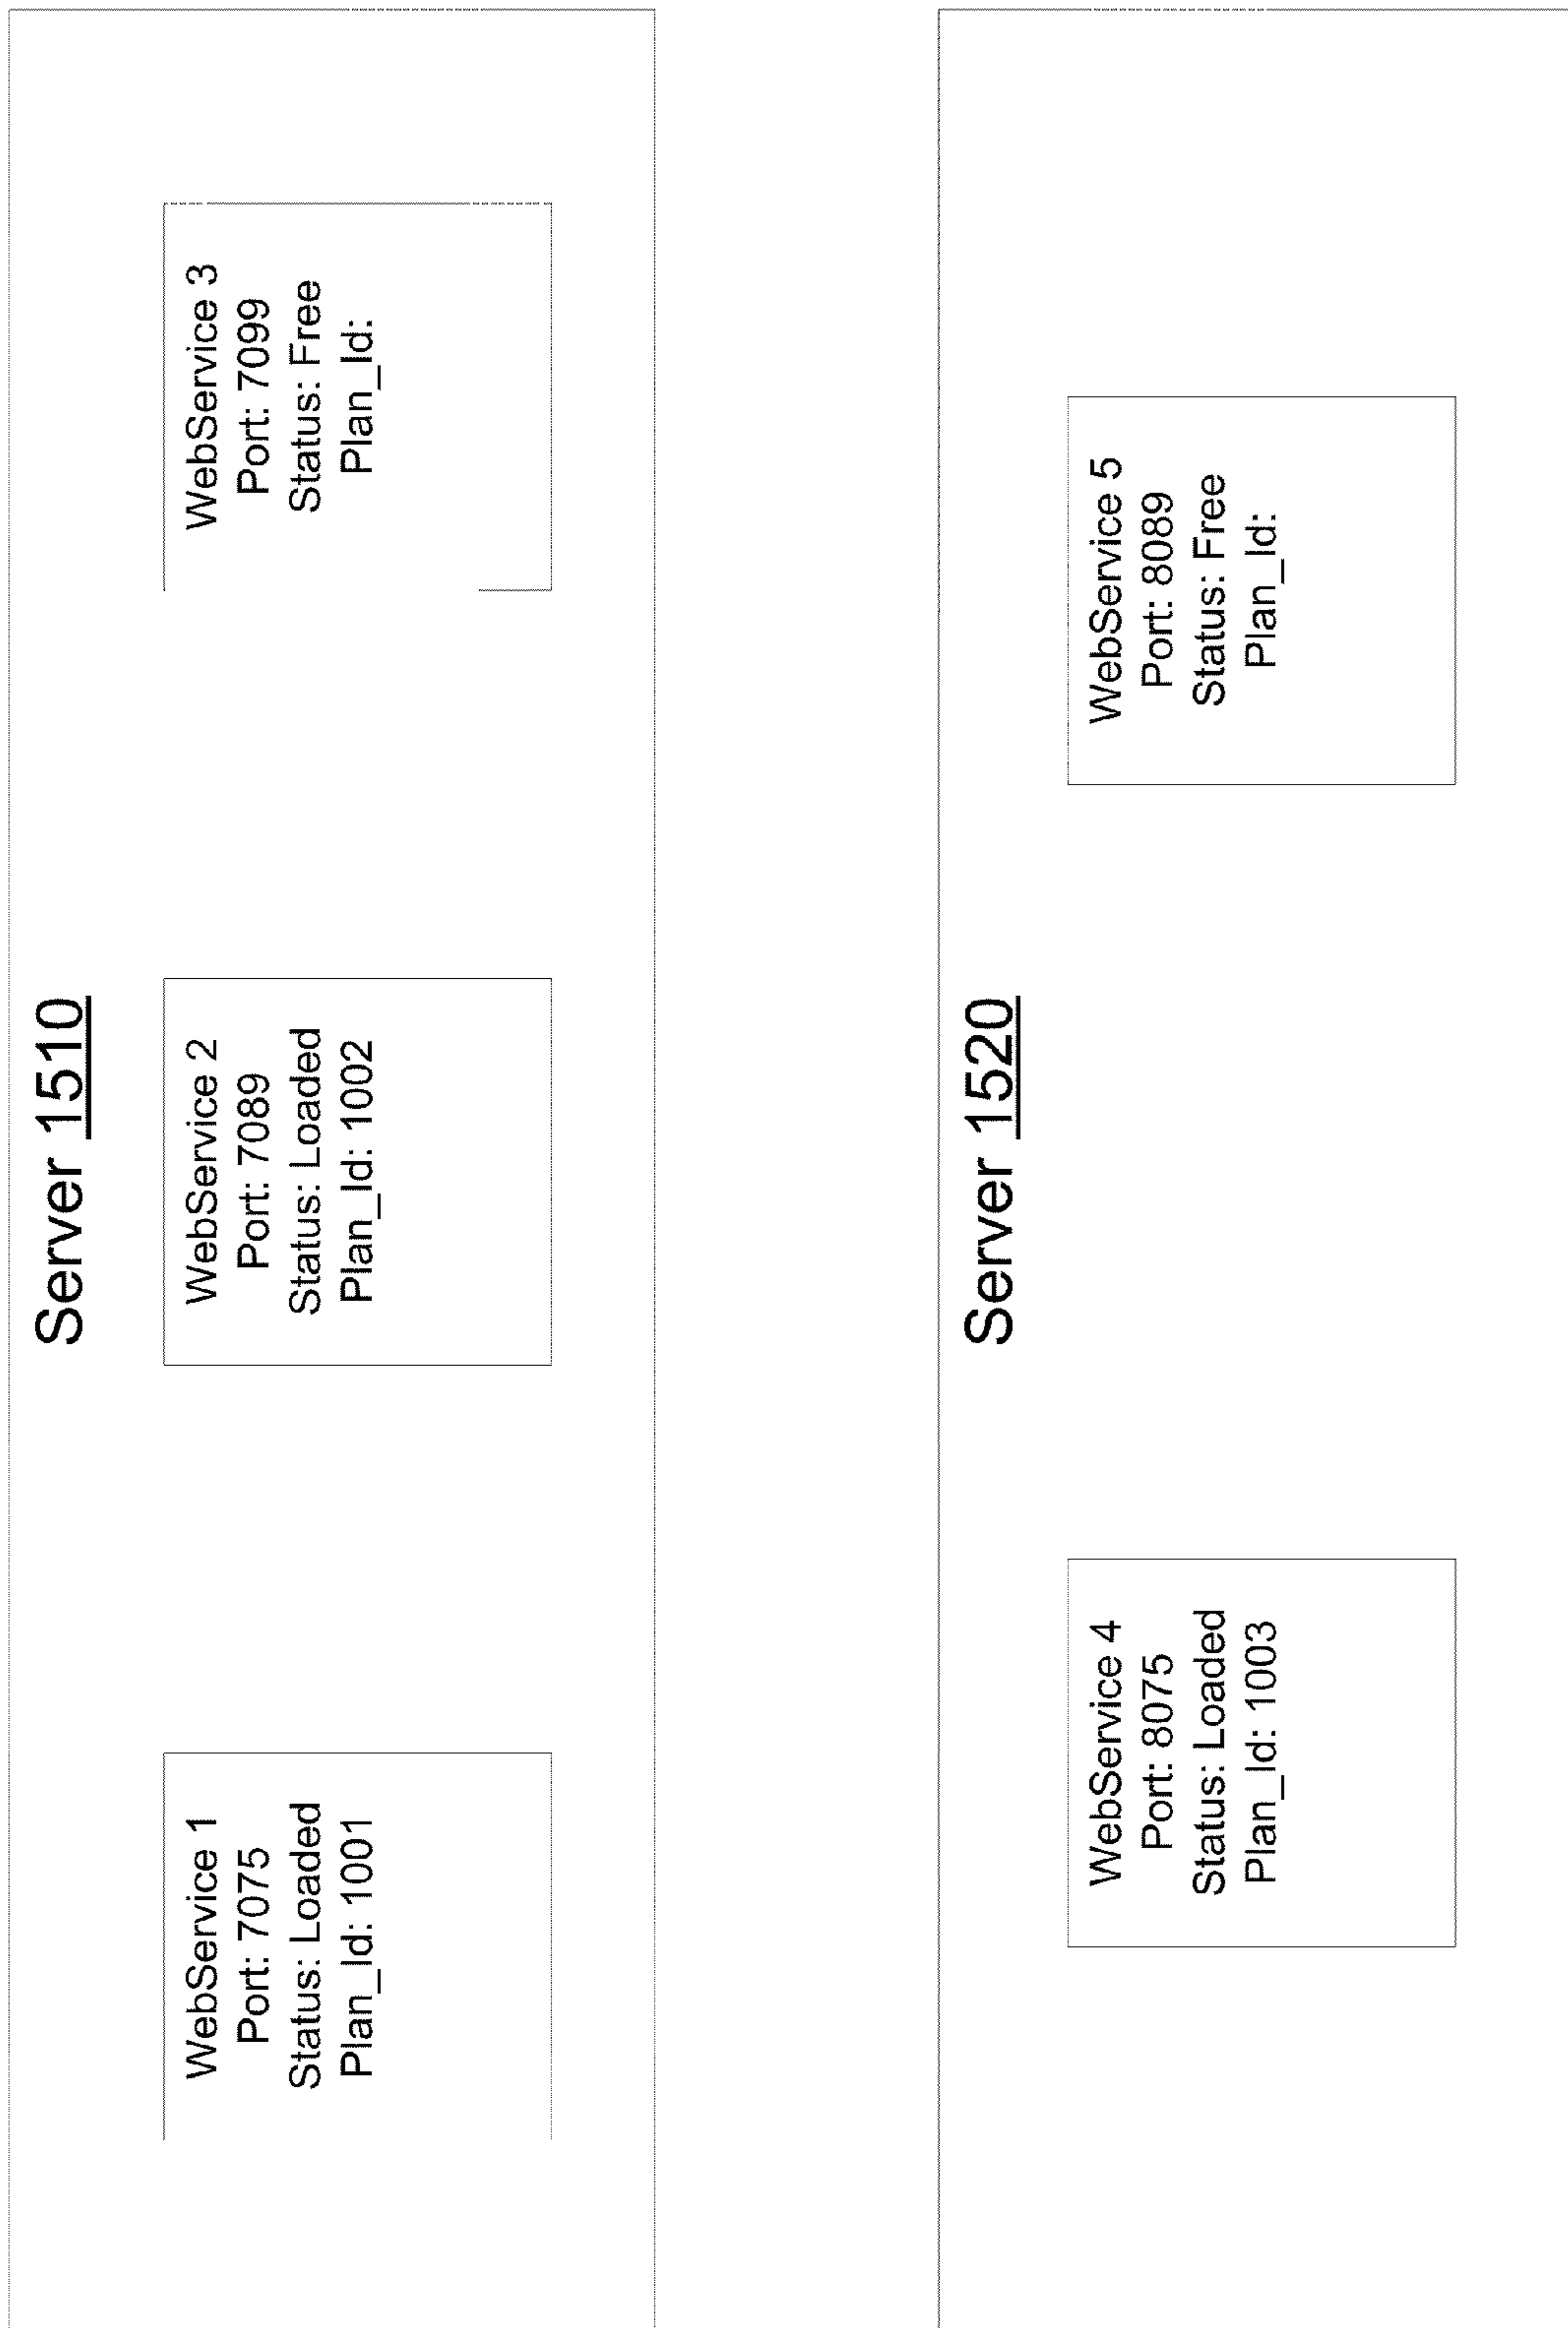 Server 1510
WebService 1
Port: 7075
Status: Loaded
Plan_Id: 1001
WebService 2
Port: 7089
Status: Loaded
Plan_Id: 1002
WebService 3
Port: 7099
Status: Free
Plan_Id:
Server 1520
WebService 4
Port: 8075
Status: Loaded
Plan_Id: 1003
WebService 5
Port: 8089
Status: Free
Plan_Id: